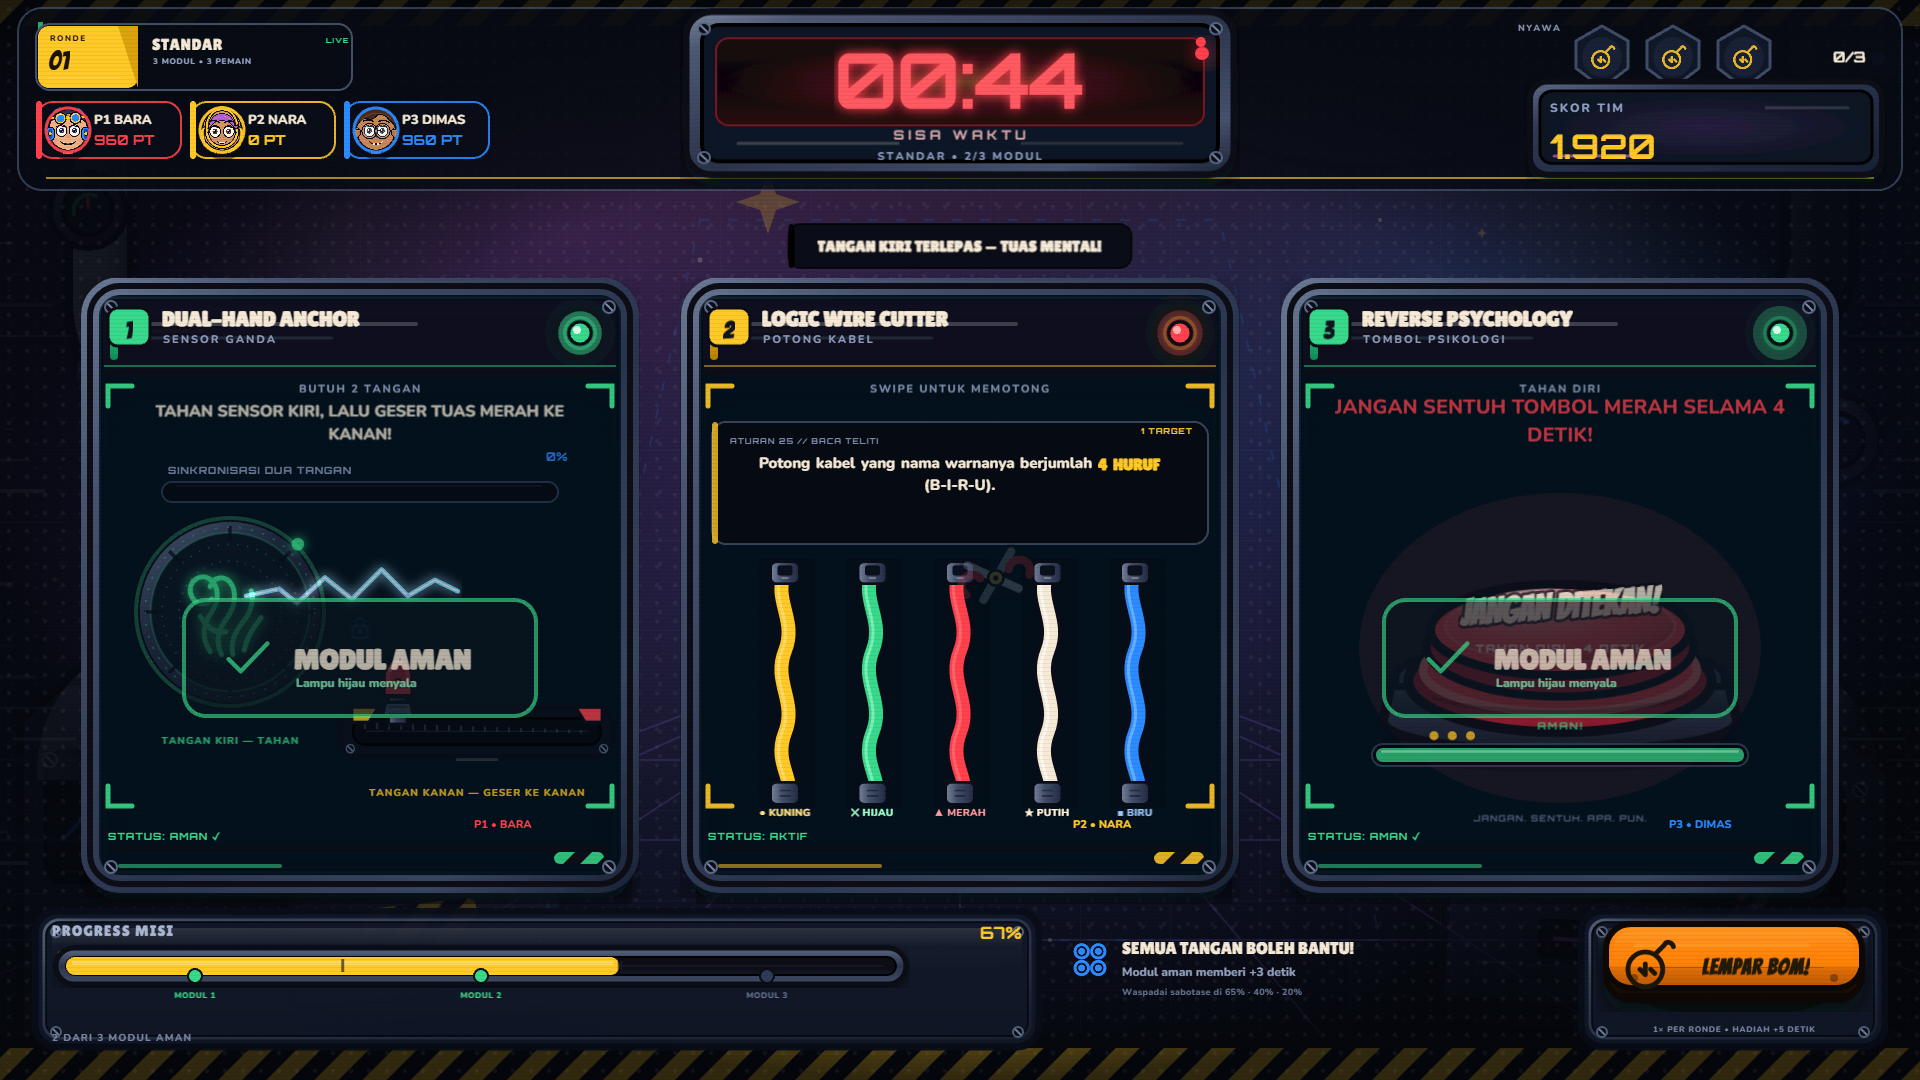 RONDE
01
STANDAR
3 MODUL • 3 PEMAIN
LIVE
P1 BARA
960 PT
P2 NARA
0 PT
P3 DIMAS
960 PT
00:44
SISA WAKTU
STANDAR • 2/3 MODUL
NYAWA
0/3
SKOR TIM
1.920
TANGAN KIRI TERLEPAS — TUAS MENTAL!
1
DUAL-HAND ANCHOR
SENSOR GANDA
BUTUH 2 TANGAN
TAHAN SENSOR KIRI, LALU GESER TUAS MERAH KE
KANAN!
0%
SINKRONISASI DUA TANGAN
MODUL AMAN
Lampu hijau menyala
TANGAN KIRI — TAHAN
TANGAN KANAN — GESER KE KANAN
P1 • BARA
STATUS: AMAN ✓
2
LOGIC WIRE CUTTER
POTONG KABEL
SWIPE UNTUK MEMOTONG
1 TARGET
ATURAN 25 // BACA TELITI
Potong kabel yang nama warnanya berjumlah 4 HURUF
(B-I-R-U).
● KUNING
✕ HIJAU
▲ MERAH
★ PUTIH
■ BIRU
P2 • NARA
STATUS: AKTIF
3
REVERSE PSYCHOLOGY
TOMBOL PSIKOLOGI
TAHAN DIRI
JANGAN SENTUH TOMBOL MERAH SELAMA 4
DETIK!
JANGAN DITEKAN!
TAHAN DIRI 4 DETIK
MODUL AMAN
Lampu hijau menyala
AMAN!
JANGAN. SENTUH. APA. PUN.
P3 • DIMAS
STATUS: AMAN ✓
PROGRESS MISI
67%
MODUL 1
MODUL 2
MODUL 3
2 DARI 3 MODUL AMAN
SEMUA TANGAN BOLEH BANTU!
Modul aman memberi +3 detik
Waspadai sabotase di 65% · 40% · 20%
LEMPAR BOM!
1× PER RONDE • HADIAH +5 DETIK